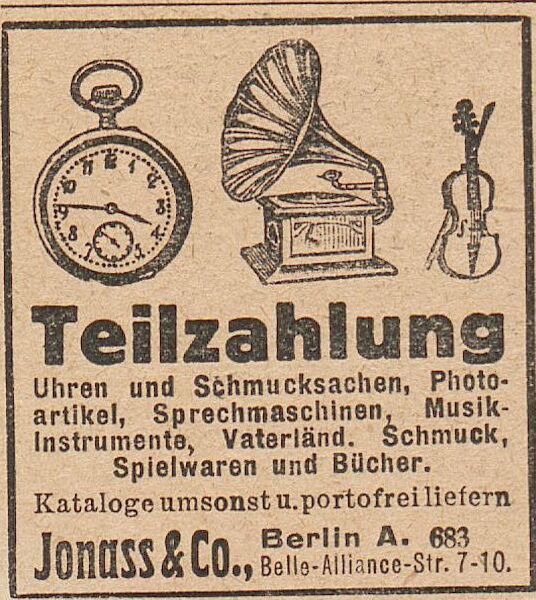 Teilzahlung
Uhren und Schmucksachen, Photo-
artikel, Sprechmaschinen, Musik-
Instrumente, Vaterländ. Schmuck,
Spielwaren und Bücher.
Kataloge umsonst u. portofrei liefern
Jonass & Co., Berlin A. 683
Belle-Alliance-Str. 7-10.